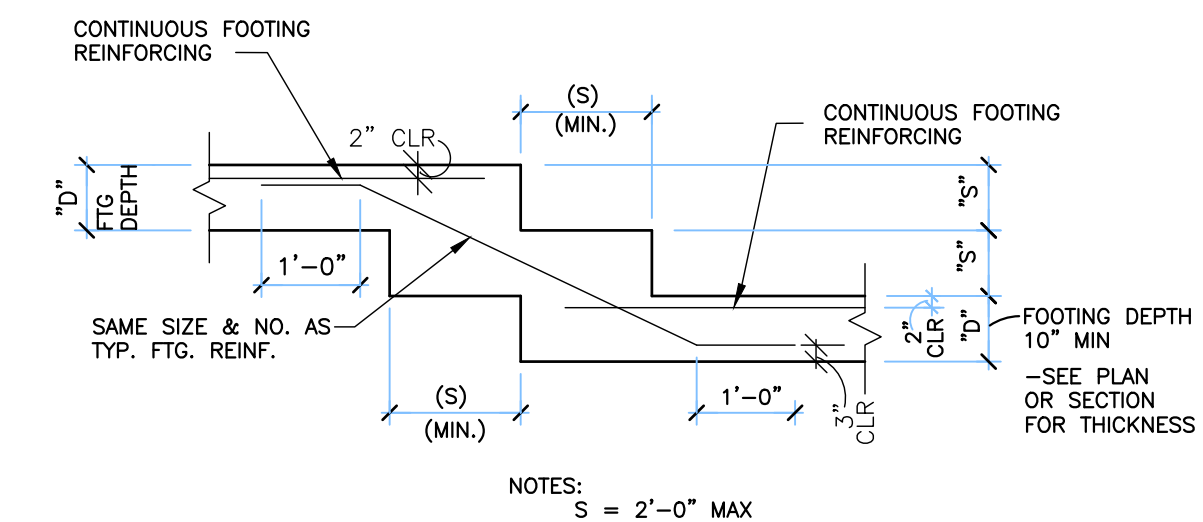 CONTINUOUS FOOTING
REINFORCING
(S)
(MIN.)
CONTINUOUS FOOTING
REINFORCING
2" CLR
"D"
FTG
DEPTH
"S"
"S"
1'-0"
SAME SIZE & NO. AS
TYP. FTG. REINF.
2"
CLR
"D"
FOOTING DEPTH
10" MIN
-SEE PLAN
OR SECTION
FOR THICKNESS
(S)
(MIN.)
1'-0"
3"
CLR
NOTES:
S = 2'-0" MAX